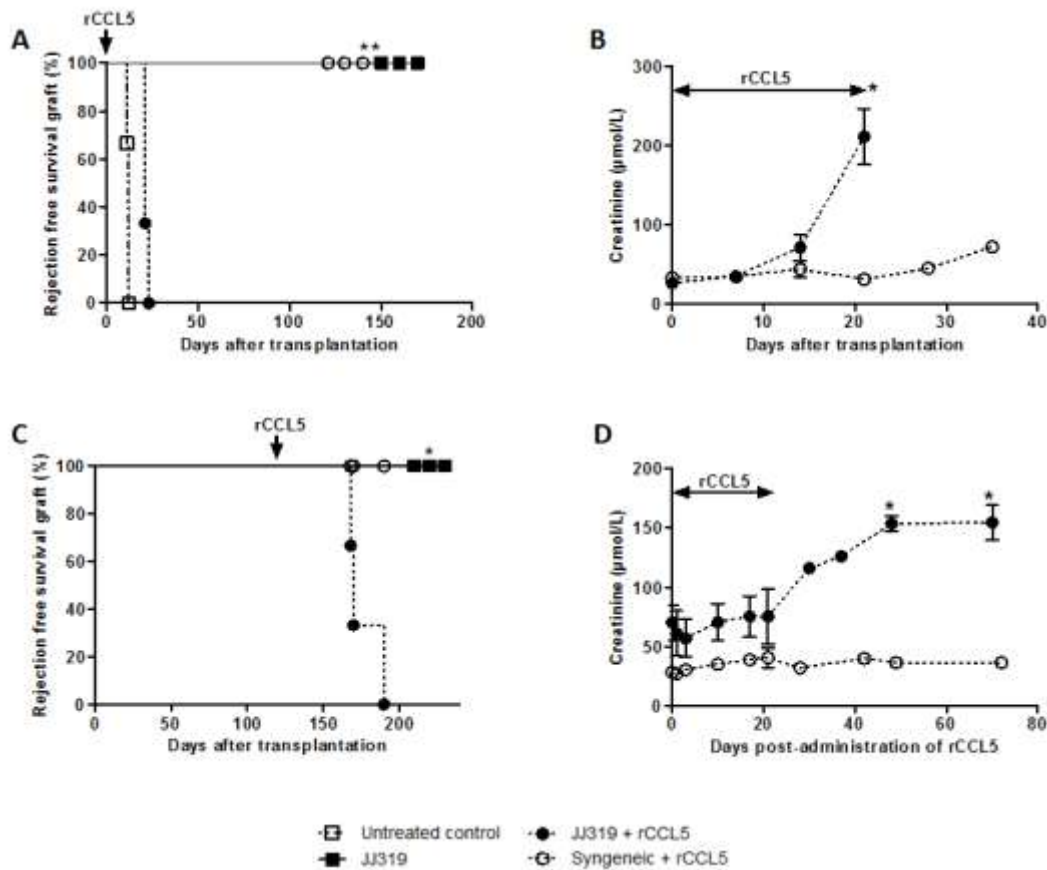 rCCL5
A
Rejection free survival graft (%)
100
80
60
40
20
0
* *
0 50 100 150 200
Days after transplantation
B
Creatinine (µmol/L)
300
200
100
0
rCCL5
*
0 10 20 30 40
Days after transplantation
C
rCCL5
Rejection free survival graft (%)
100
80
60
40
20
0
*
0 50 100 150 200
Days after transplantation
D
Creatinine (µmol/L)
200
150
100
50
0
rCCL5
* *
0 20 40 60 80
Days post-administration of rCCL5
Untreated control JJ319 + rCCL5
JJ319 Syngeneic + rCCL5